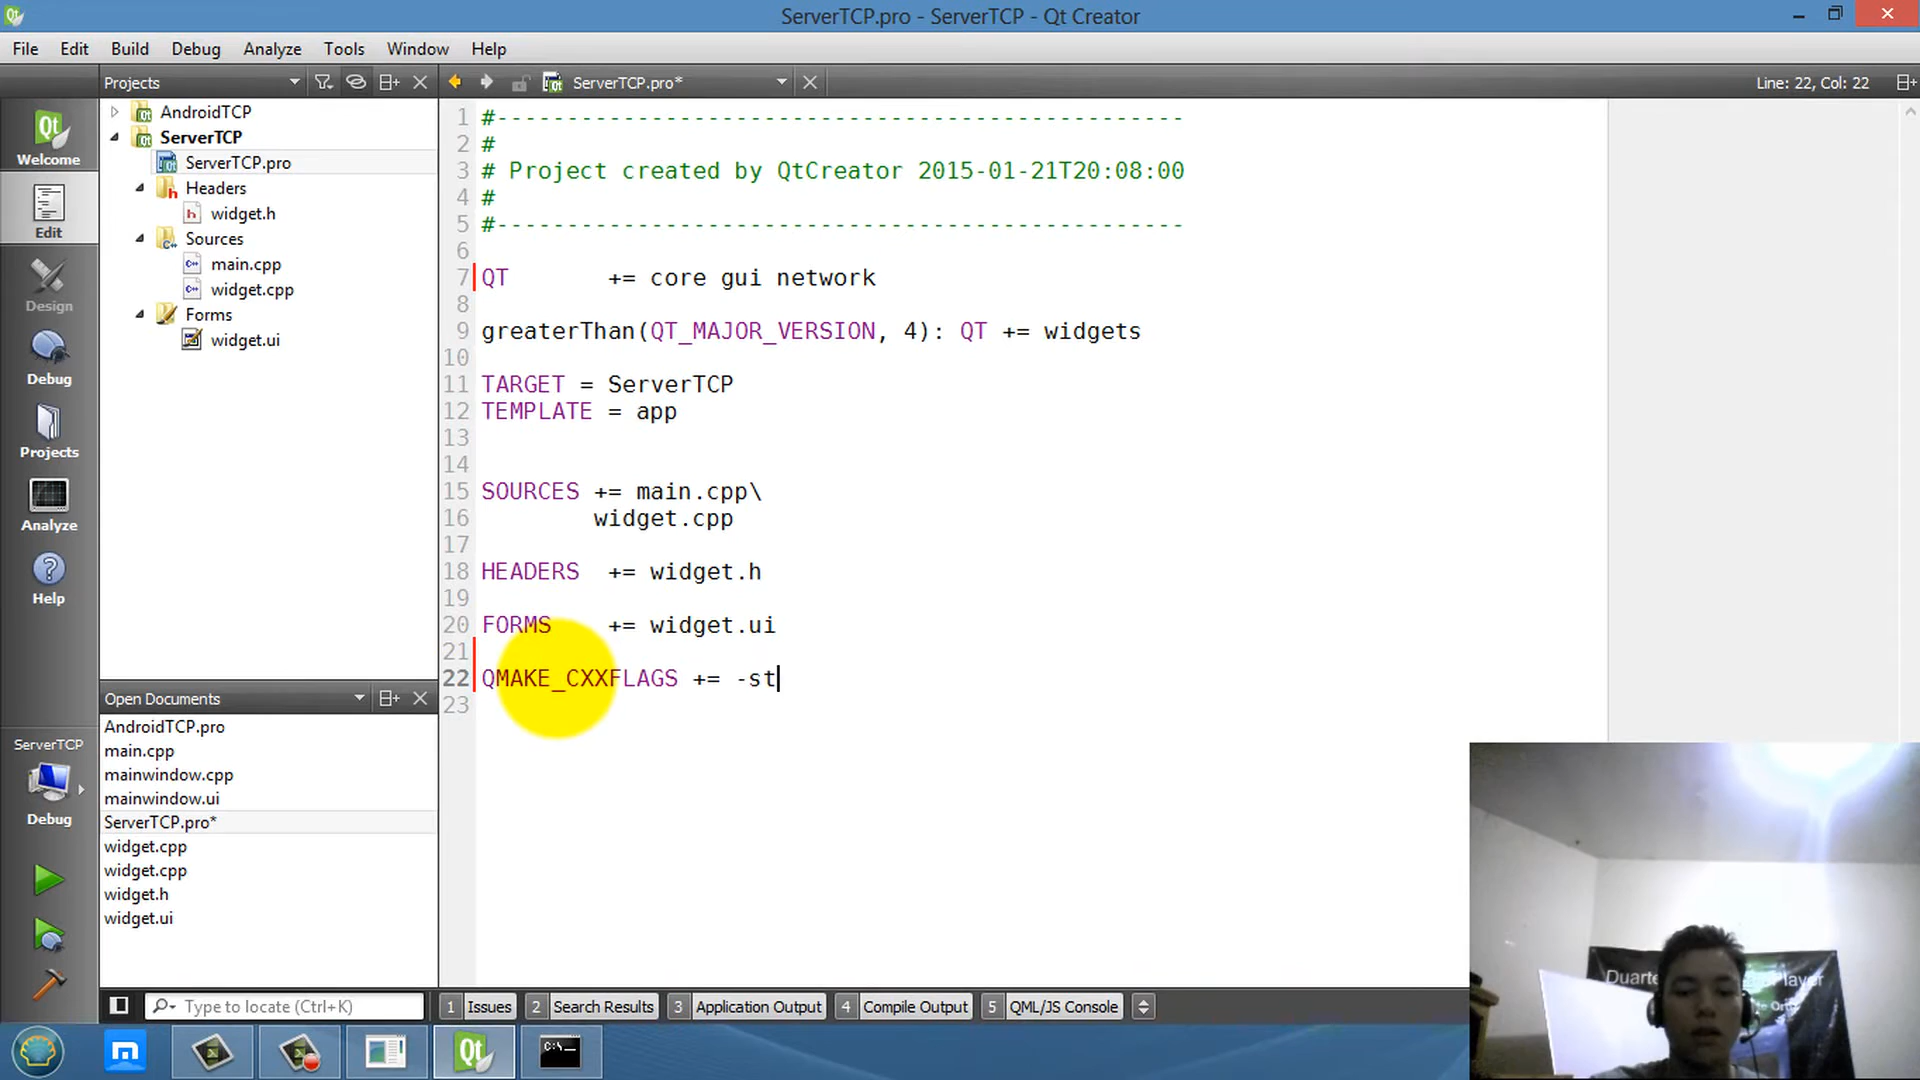 ServerTCP.pro - ServerTCP - Qt Creator
File Edit Build Debug Analyze Tools Window Help
Projects
ServerTCP.pro*
Line: 22, Col: 22
Welcome
Edit
Design
Debug
Projects
Analyze
Help
ServerTCP
Debug
AndroidTCP
ServerTCP
ServerTCP.pro
Headers
widget.h
Sources
main.cpp
widget.cpp
Forms
widget.ui
Open Documents
AndroidTCP.pro
main.cpp
mainwindow.cpp
mainwindow.ui
ServerTCP.pro*
widget.cpp
widget.cpp
widget.h
widget.ui
1 #-------------------------------------------------
2 #
3 # Project created by QtCreator 2015-01-21T20:08:00
4 #
5 #-------------------------------------------------
6
7 QT       += core gui network
8
9 greaterThan(QT_MAJOR_VERSION, 4): QT += widgets
10
11 TARGET = ServerTCP
12 TEMPLATE = app
13
14
15 SOURCES += main.cpp\
16         widget.cpp
17
18 HEADERS  += widget.h
19
20 FORMS    += widget.ui
21
22 QMAKE_CXXFLAGS += -st
23
Type to locate (Ctrl+K)
1 Issues
2 Search Results
3 Application Output
4 Compile Output
5 QML/JS Console
Duarte